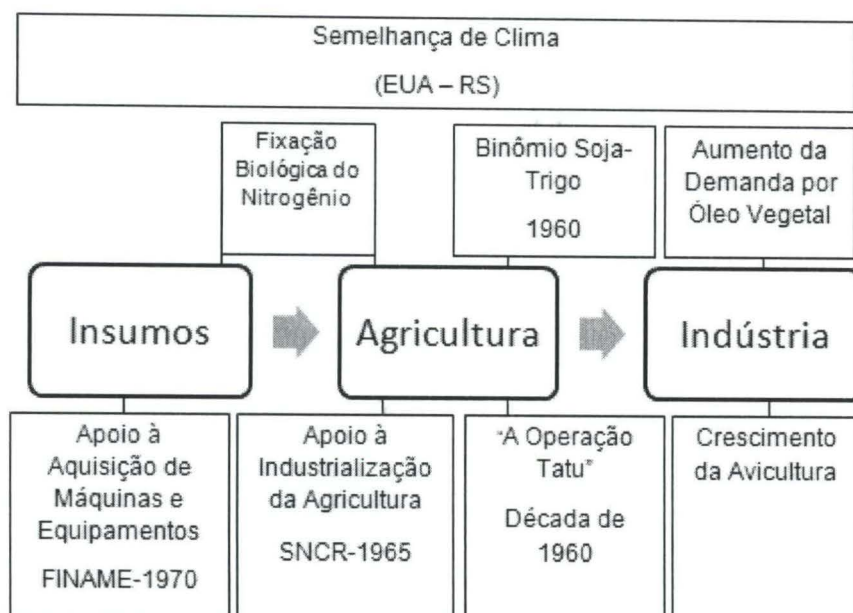 Semelhança de Clima
(EUA – RS)
Fixação
Biológica do
Nitrogênio
Binômio Soja-
Trigo
1960
Aumento da
Demanda por
Óleo Vegetal
Insumos
Agricultura
Indústria
Apoio à
Aquisição de
Máquinas e
Equipamentos
FINAME-1970
Apoio à
Industrialização
da Agricultura
SNCR-1965
"A Operação
Tatu"
Década de
1960
Crescimento
da Avicultura